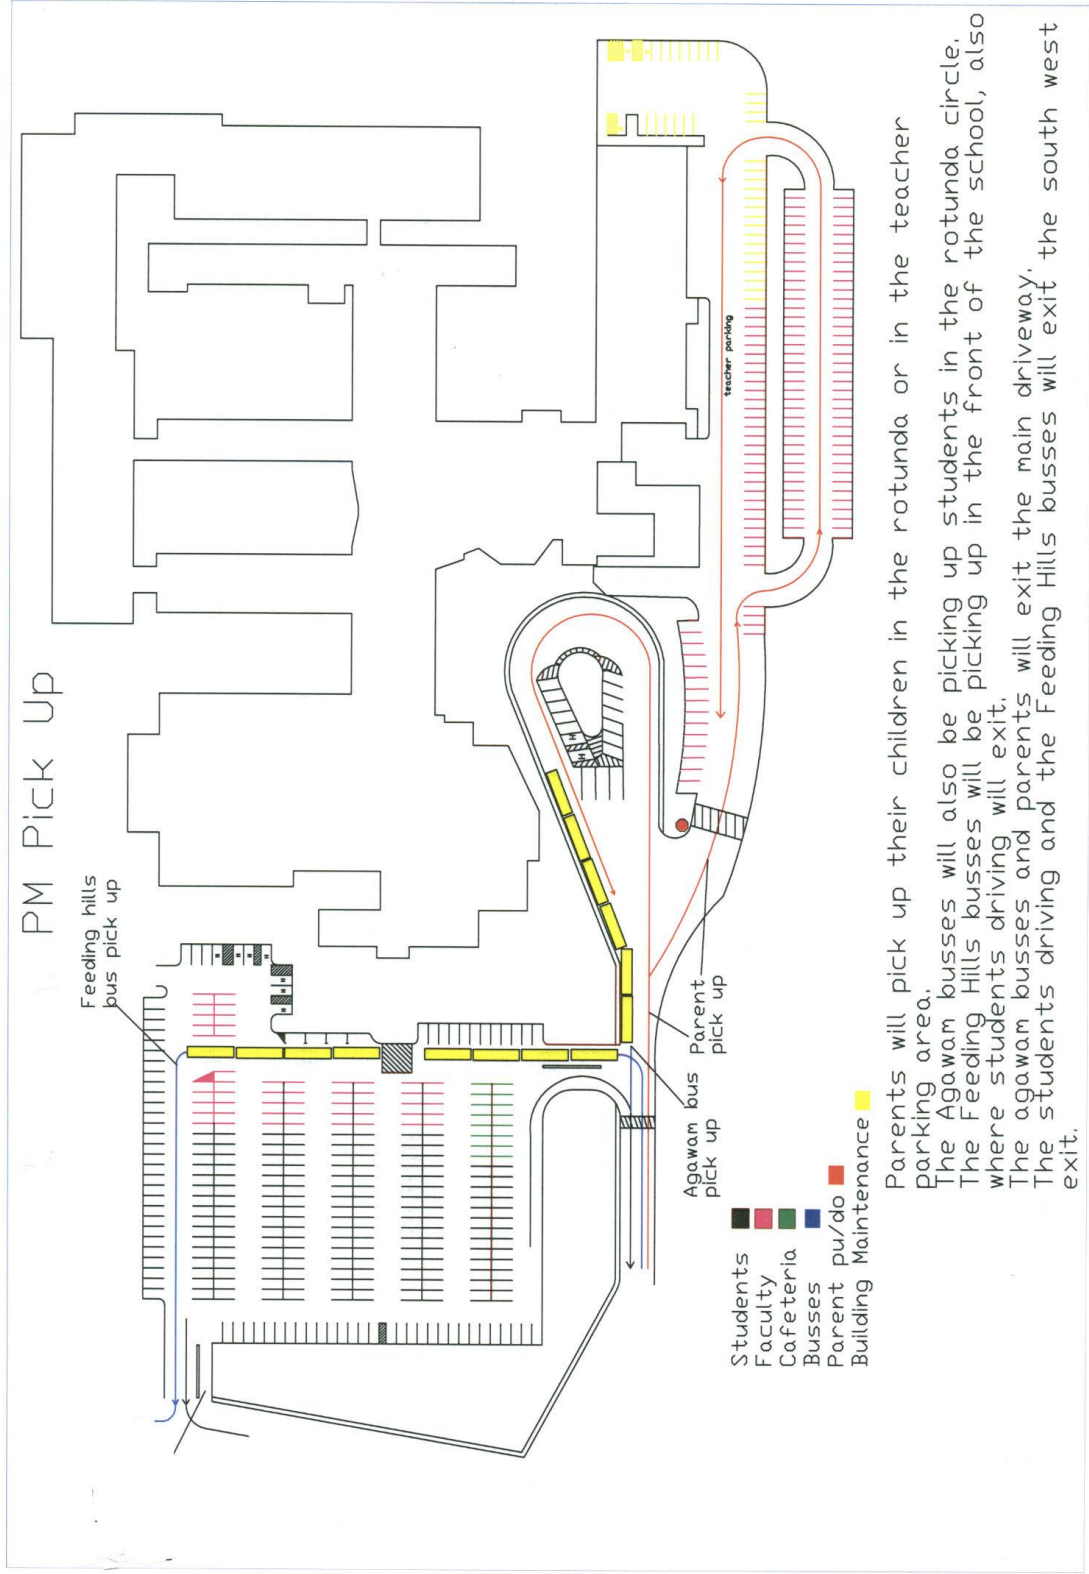 PM Pick Up
Feeding hills
bus pick up
teacher parking
Parent
pick up
Agawam bus
pick up
Students
Faculty
Cafeteria
Busses
Parent pu/do
Building Maintenance
Parents will pick up their children in the rotunda or in the teacher
parking area.
The Agawam busses will also be picking up students in the rotunda circle.
The Feeding Hills busses will be picking up in the front of the school, also
where students driving will exit.
The agawam busses and parents will exit the main driveway.
The students driving and the Feeding Hills busses will exit the south west
exit.